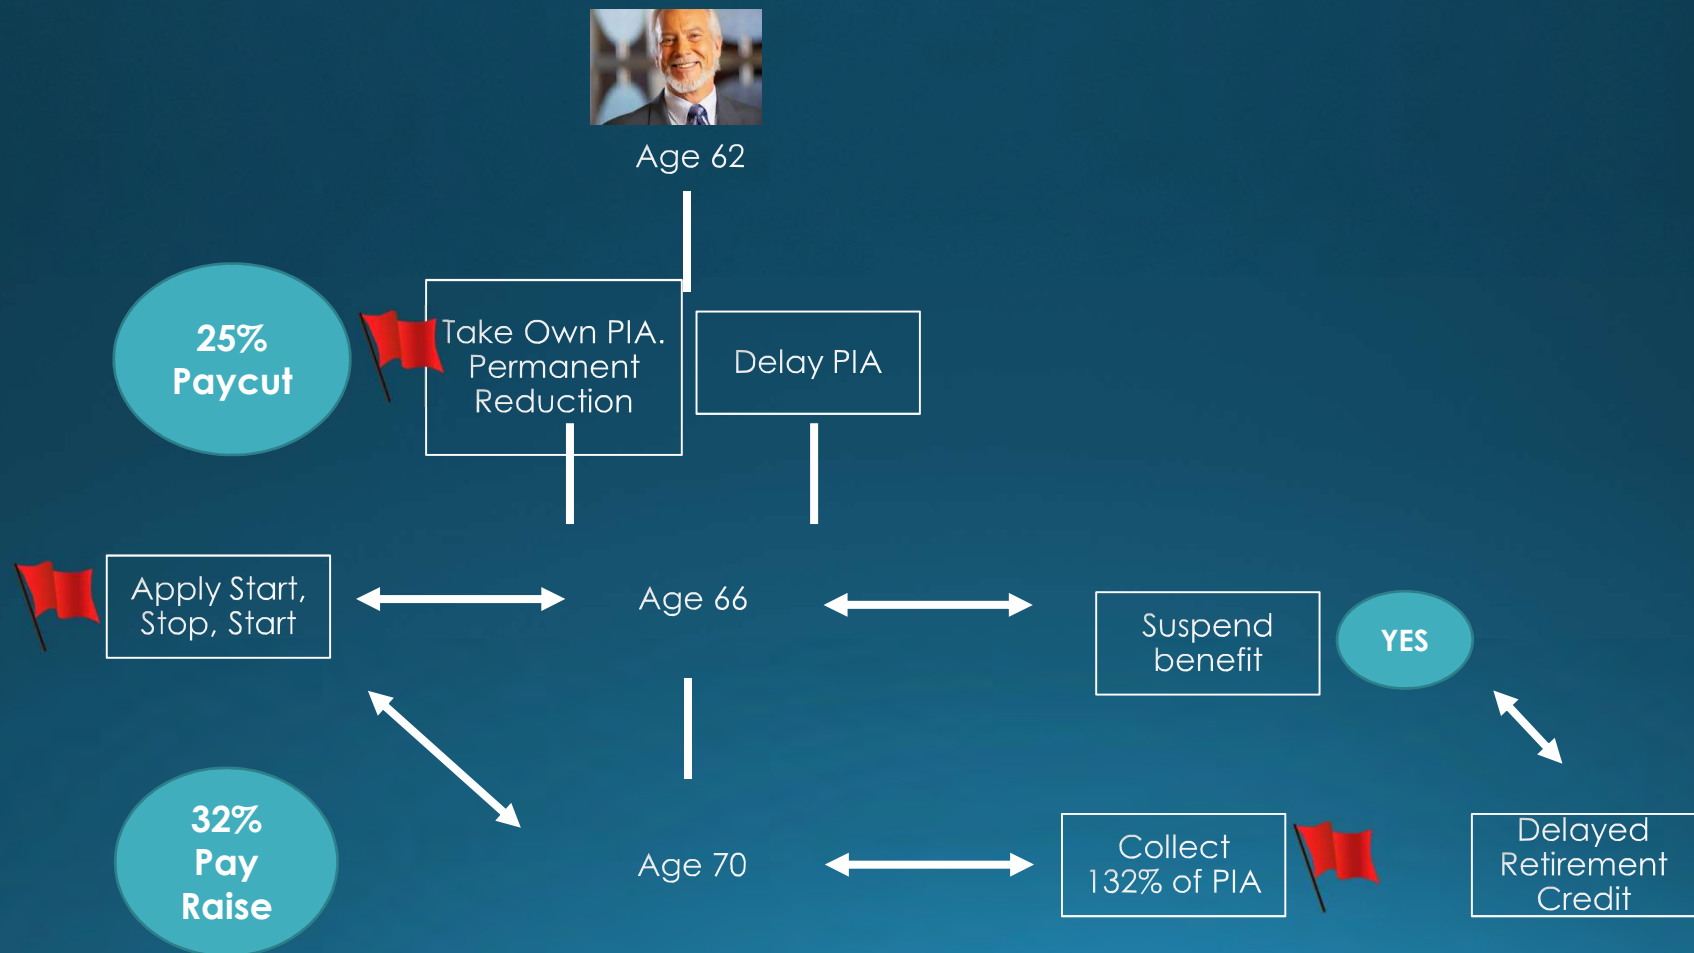 Age 62
25%
Paycut
Take Own PIA.
Permanent
Reduction
Delay PIA
Apply Start,
Stop, Start
Age 66
Suspend
benefit
YES
32%
Pay
Raise
Age 70
Collect
132% of PIA
Delayed
Retirement
Credit